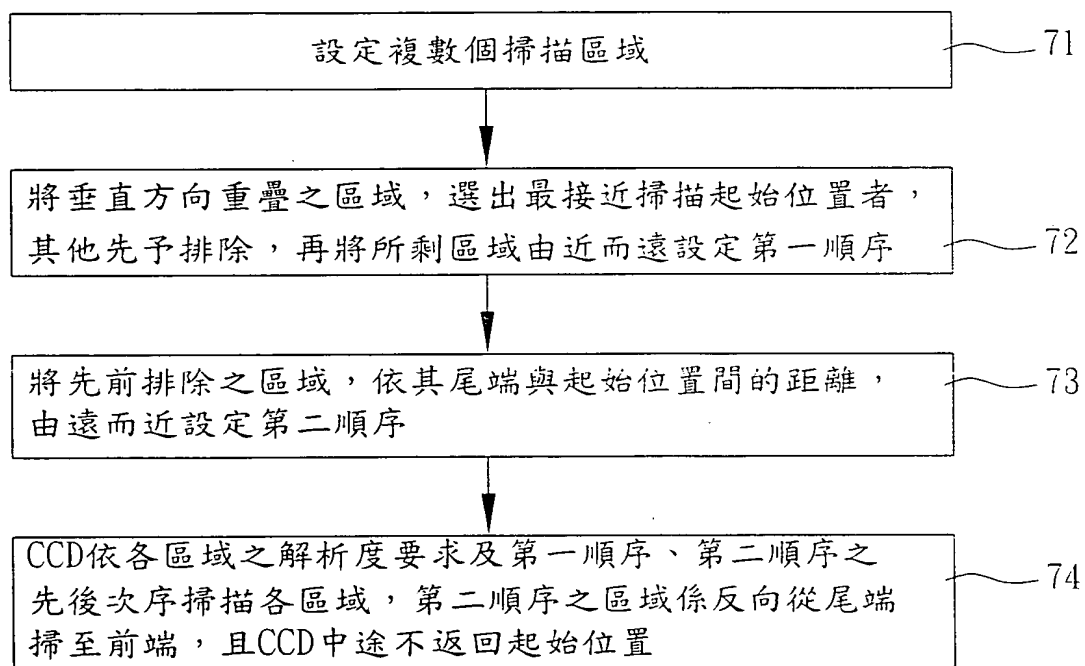 設定複數個掃描區域
71
將垂直方向重疊之區域，選出最接近掃描起始位置者，
其他先予排除，再將所剩區域由近而遠設定第一順序
72
將先前排除之區域，依其尾端與起始位置間的距離，
由遠而近設定第二順序
73
CCD依各區域之解析度要求及第一順序、第二順序之
先後次序掃描各區域，第二順序之區域係反向從尾端
掃至前端，且CCD中途不返回起始位置
74